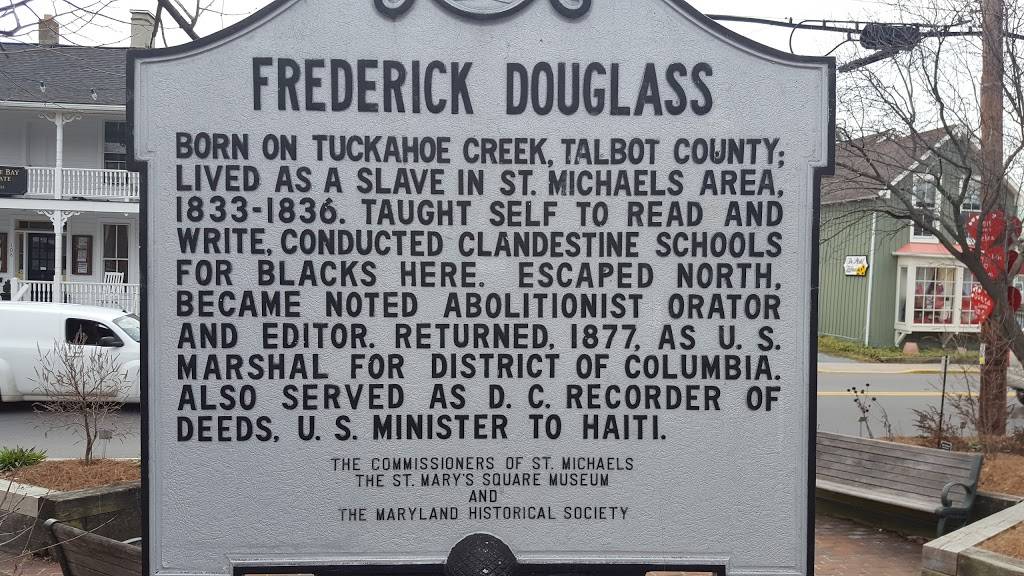 FREDERICK DOUGLASS
BORN ON TUCKAHOE CREEK, TALBOT COUNTY;
LIVED AS A SLAVE IN ST. MICHAELS AREA,
1833-1836. TAUGHT SELF TO READ AND
WRITE, CONDUCTED CLANDESTINE SCHOOLS
FOR BLACKS HERE. ESCAPED NORTH,
BECAME NOTED ABOLITIONIST ORATOR
AND EDITOR. RETURNED, 1877, AS U. S.
MARSHAL FOR DISTRICT OF COLUMBIA.
ALSO SERVED AS D. C. RECORDER OF
DEEDS, U. S. MINISTER TO HAITI.
THE COMMISSIONERS OF ST. MICHAELS
THE ST. MARY'S SQUARE MUSEUM
AND
THE MARYLAND HISTORICAL SOCIETY
BAY